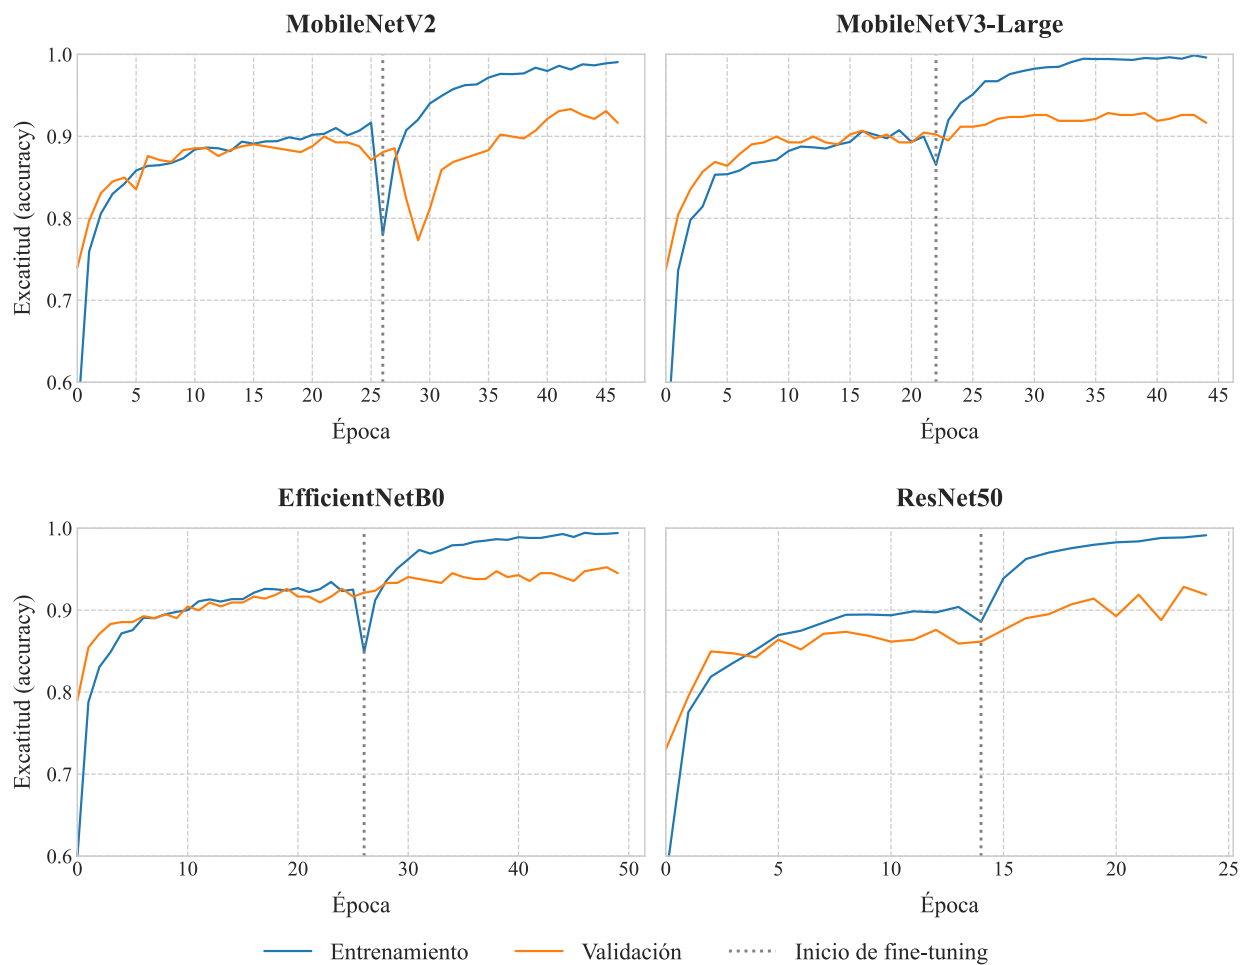 MobileNetV2
MobileNetV3-Large
Excatitud (accuracy)
1.0
0.9
0.8
0.7
0.6
0 5 10 15 20 25 30 35 40 45
Época
0 5 10 15 20 25 30 35 40 45
Época
EfficientNetB0
ResNet50
Excatitud (accuracy)
1.0
0.9
0.8
0.7
0.6
0 10 20 30 40 50
Época
0 5 10 15 20 25
Época
Entrenamiento Validación Inicio de fine-tuning